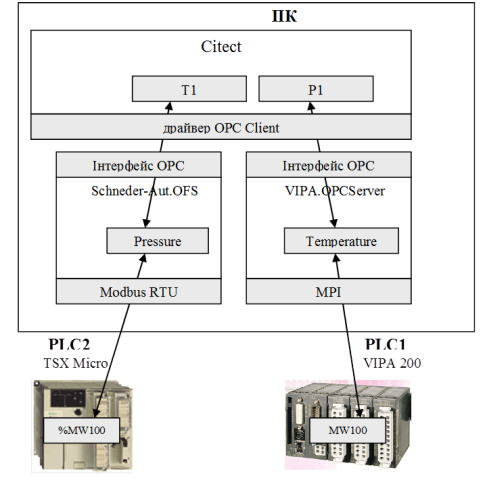 ПК
Citect
T1
P1
драйвер OPC Client
Інтерфейс OPC
Інтерфейс OPC
Schneder-Aut.OFS
VIPA.OPCServer
Pressure
Temperature
Modbus RTU
MPI
PLC2
PLC1
TSX Micro
VIPA 200
%MW100
MW100